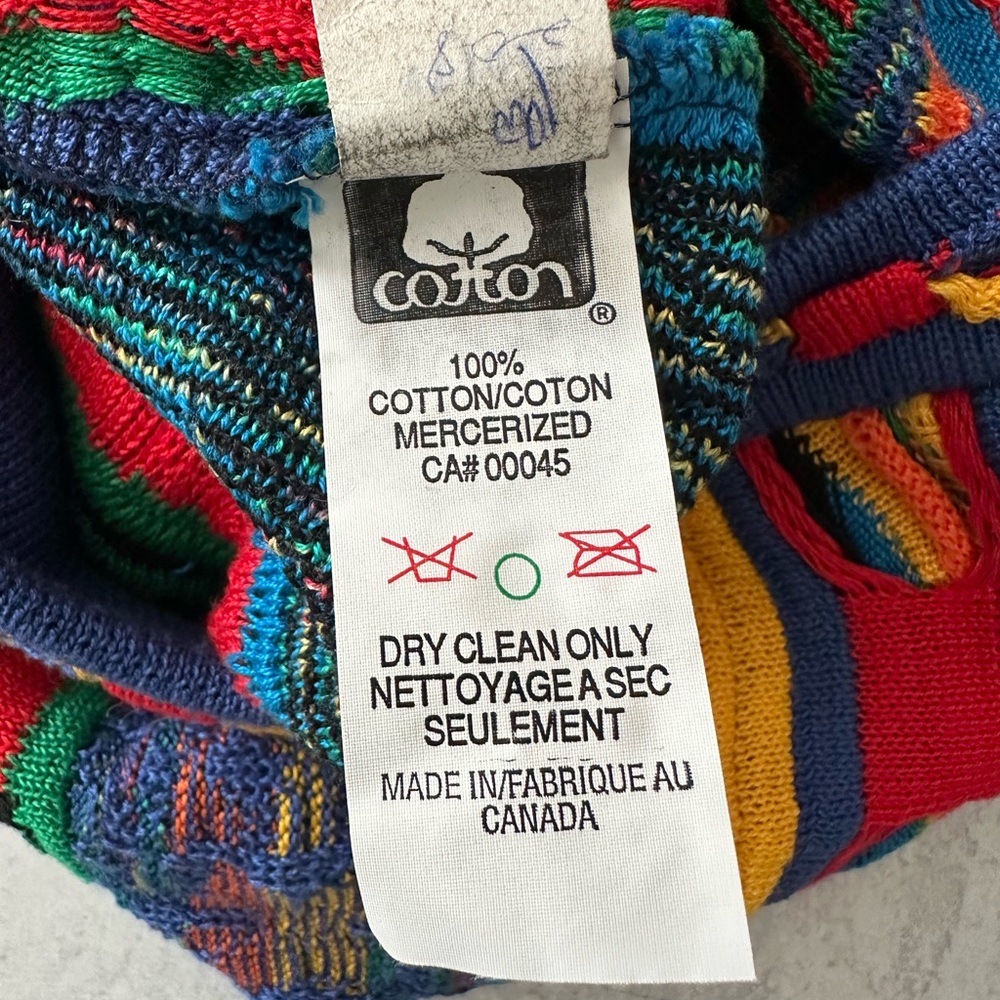 cotton
®
100%
COTTON/COTON
MERCERIZED
CA# 00045
DRY CLEAN ONLY
NETTOYAGE A SEC
SEULEMENT
MADE IN/FABRIQUE AU
CANADA